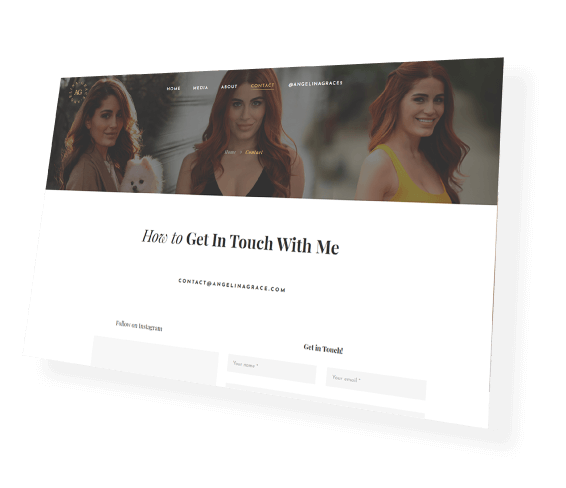 AG
HOME MEDIA ABOUT CONTACT @ANGELINAGRACES
Home Contact
How to Get In Touch With Me
CONTACT@ANGELINAGRACE.COM
Follow on Instagram
Get in Touch!
Your name * Your email *